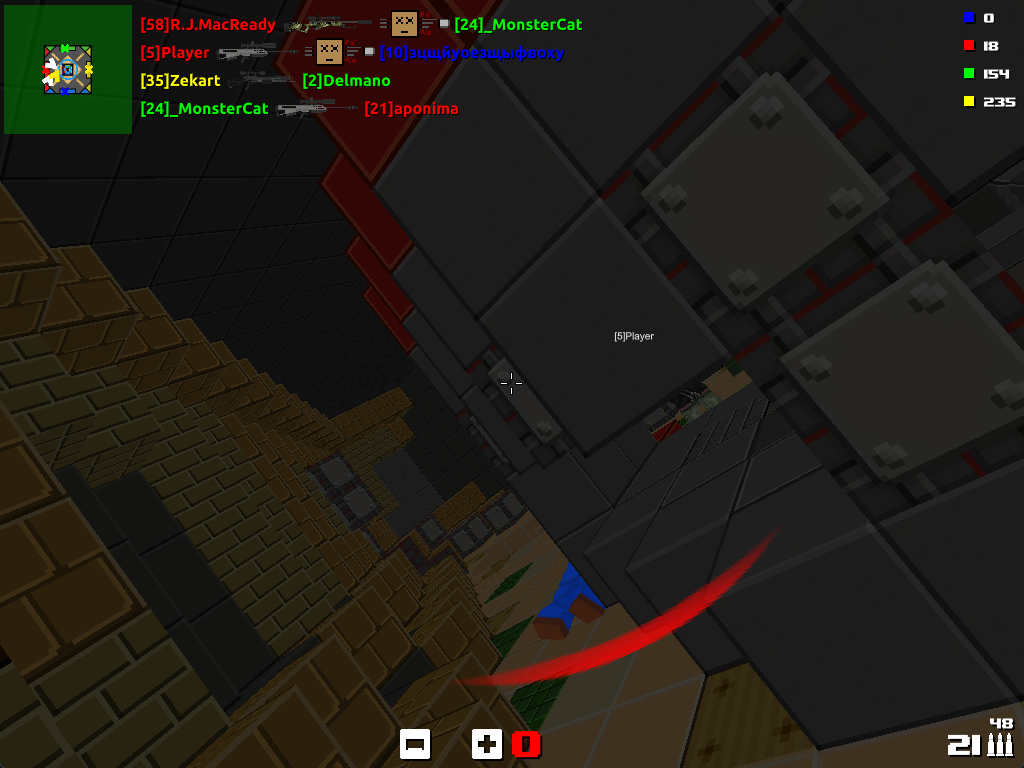 [58]R.J.MacReady [24]_MonsterCat
[5]Player [10]зщщйуоезщыфвоху
[35]Zekart [2]Delmano
[24]_MonsterCat [21]aponima
0
18
154
235
[5]Player
48
21
0